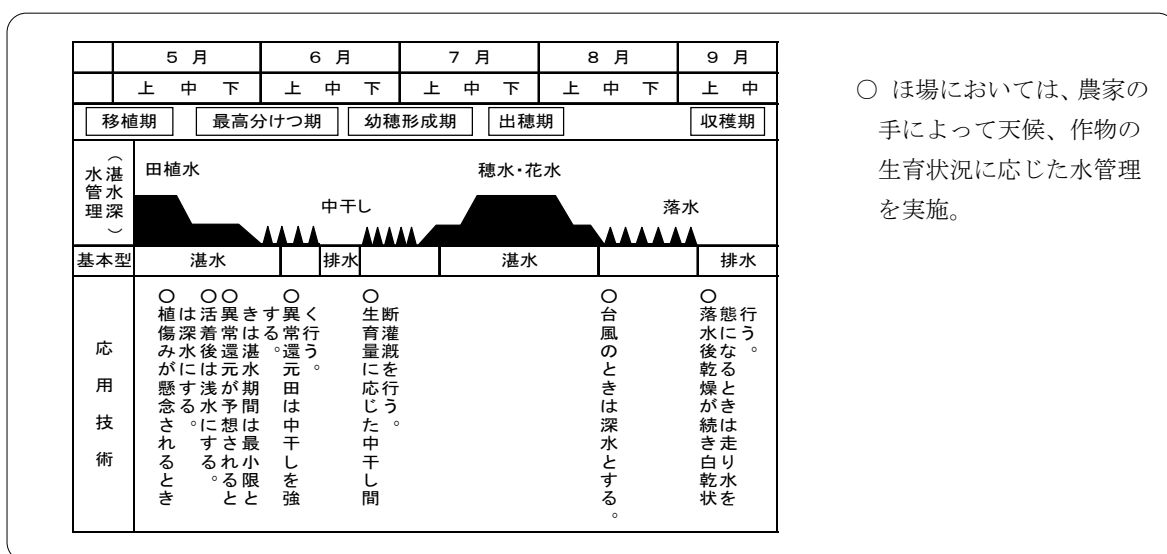 5 月 6 月 7 月 8 月 9 月
上 中 下 上 中 下 上 中 下 上 中 下 上 中
移植期 最高分けつ期 幼穂形成期 出穂期 収穫期
水管理
（湛水深）
田植水
中干し
穂水・花水
落水
基本型 湛水 排水 湛水 排水
応用技術
○植傷みが懸念されるとき
は深水にする。
○活着後は浅水にする。
○異常還元が予想されると
きは湛水期間は最小限と
する。
○異常還元田は中干しを強
く行う。
○生育量に応じた中干し間
断灌漑を行う。
○台風のときは深水とする。
○落水後乾燥が続き白乾状
態になるときは走り水を
行う。
○ ほ場においては、農家の
手によって天候、作物の
生育状況に応じた水管理
を実施。